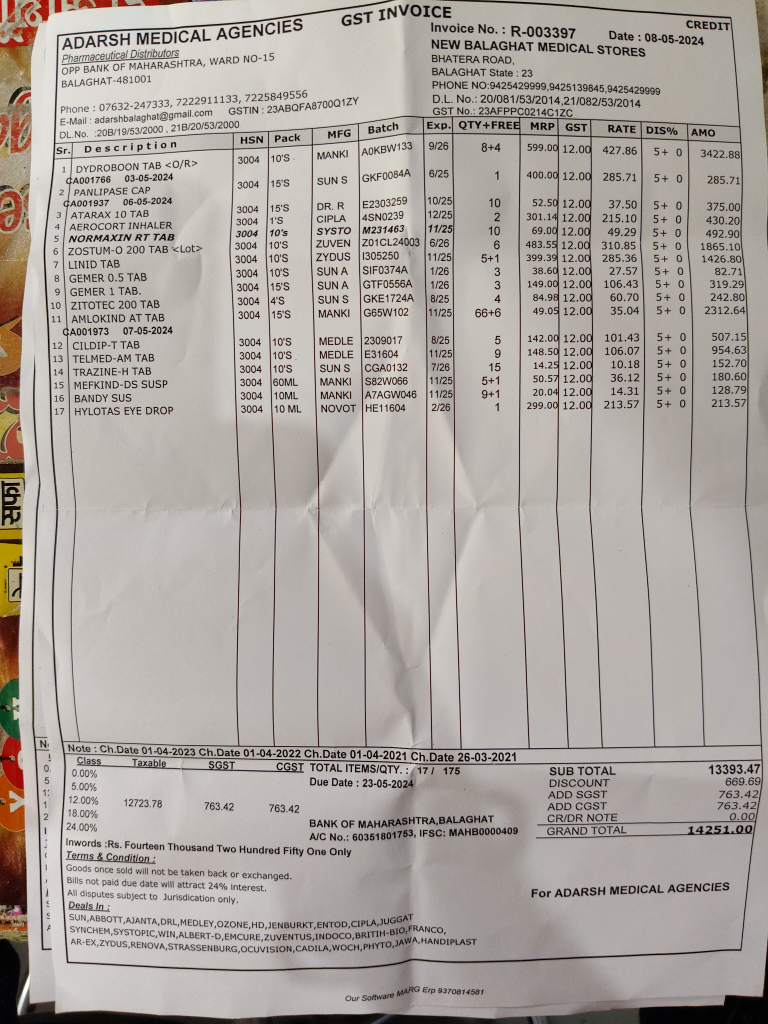 GST INVOICE
CREDIT
ADARSH MEDICAL AGENCIES
Pharmaceutical Distributors
OPP BANK OF MAHARASHTRA, WARD NO-15
BALAGHAT-481001
Phone : 07632-247333, 7222911133, 7225849556
E-Mail : adarshbalaghat@gmail.com GSTIN : 23ABQFA8700Q1ZY
DL.No. :20B/19/53/2000 , 21B/20/53/2000
Invoice No. : R-003397 Date : 08-05-2024
NEW BALAGHAT MEDICAL STORES
BHATERA ROAD,
BALAGHAT State : 23
PHONE NO:9425429999,9425139845,9425429999
D.L.No.: 20/081/53/2014,21/082/53/2014
GST No.: 23AFPPC0214C1ZC
Sr. Description HSN Pack MFG Batch Exp. QTY+FREE MRP GST RATE DIS% AMO
1 DYDROBOON TAB <O/R> 3004 10'S MANKI A0KBW133 9/26 8+4 599.00 12.00 427.86 5+ 0 3422.88
CA001766 03-05-2024
2 PANLIPASE CAP 3004 15'S SUN S GKF0084A 6/25 1 400.00 12.00 285.71 5+ 0 285.71
CA001937 06-05-2024
3 ATARAX 10 TAB 3004 15'S DR. R E2303259 10/25 10 52.50 12.00 37.50 5+ 0 375.00
4 AEROCORT INHALER 3004 1'S CIPLA 4SN0239 12/25 2 301.14 12.00 215.10 5+ 0 430.20
5 NORMAXIN RT TAB 3004 10's SYSTO M231463 11/25 10 69.00 12.00 49.29 5+ 0 492.90
6 ZOSTUM-O 200 TAB <Lot> 3004 10'S ZUVEN Z01CL24003 6/26 6 483.55 12.00 310.85 5+ 0 1865.10
7 LINID TAB 3004 10'S ZYDUS I305250 11/25 5+1 399.39 12.00 285.36 5+ 0 1426.80
8 GEMER 0.5 TAB 3004 10'S SUN A SIF0374A 1/26 3 38.60 12.00 27.57 5+ 0 82.71
9 GEMER 1 TAB. 3004 15'S SUN A GTF0556A 1/26 3 149.00 12.00 106.43 5+ 0 319.29
10 ZITOTEC 200 TAB 3004 4'S SUN S GKE1724A 8/25 4 84.98 12.00 60.70 5+ 0 242.80
11 AMLOKIND AT TAB 3004 15'S MANKI G65W102 11/25 66+6 49.05 12.00 35.04 5+ 0 2312.64
CA001973 07-05-2024
12 CILDIP-T TAB 3004 10'S MEDLE 2309017 8/25 5 142.00 12.00 101.43 5+ 0 507.15
13 TELMED-AM TAB 3004 10'S MEDLE E31604 11/25 9 148.50 12.00 106.07 5+ 0 954.63
14 TRAZINE-H TAB 3004 10'S SUN S CGA0132 7/26 15 14.25 12.00 10.18 5+ 0 152.70
15 MEFKIND-DS SUSP 3004 60ML MANKI S82W066 11/25 5+1 50.57 12.00 36.12 5+ 0 180.60
16 BANDY SUS 3004 10ML MANKI A7AGW046 11/25 9+1 20.04 12.00 14.31 5+ 0 128.79
17 HYLOTAS EYE DROP 3004 10 ML NOVOT HE11604 2/26 1 299.00 12.00 213.57 5+ 0 213.57
Note : Ch.Date 01-04-2023 Ch.Date 01-04-2022 Ch.Date 01-04-2021 Ch.Date 26-03-2021
Class Taxable SGST CGST
0.00%
5.00%
12.00% 12723.78 763.42 763.42
18.00%
24.00%
TOTAL ITEMS/QTY. : 17/ 175
Due Date : 23-05-2024
BANK OF MAHARASHTRA,BALAGHAT
A/C No.: 60351801753, IFSC: MAHB0000409
SUB TOTAL 13393.47
DISCOUNT 669.69
ADD SGST 763.42
ADD CGST 763.42
CR/DR NOTE 0.00
GRAND TOTAL 14251.00
Inwords :Rs. Fourteen Thousand Two Hundred Fifty One Only
Terms & Condition :
Goods once sold will not be taken back or exchanged.
Bills not paid due date will attract 24% interest.
All disputes subject to Jurisdication only.
For ADARSH MEDICAL AGENCIES
Deals In :
SUN,ABBOTT,AJANTA,DRL,MEDLEY,OZONE,HD,JENBURKT,ENTOD,CIPLA,JUGGAT
SYNCHEM,SYSTOPIC,WIN,ALBERT-D,EMCURE,ZUVENTUS,INDOCO,BRITIH-BIO,FRANCO,
AR-EX,ZYDUS,RENOVA,STRASSENBURG,OCUVISION,CADILA,WOCH,PHYTO,JAWA,HANDIPLAST
Our Software MARG Erp 9370814581